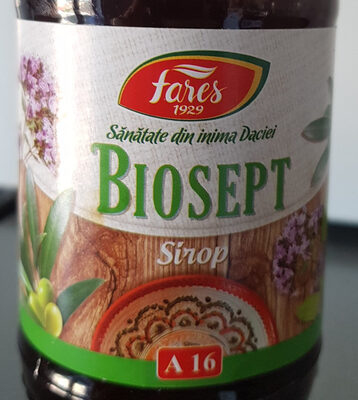 fares
1929
Sănătate din inima Daciei
BIOSEPT
Sirop
A 16